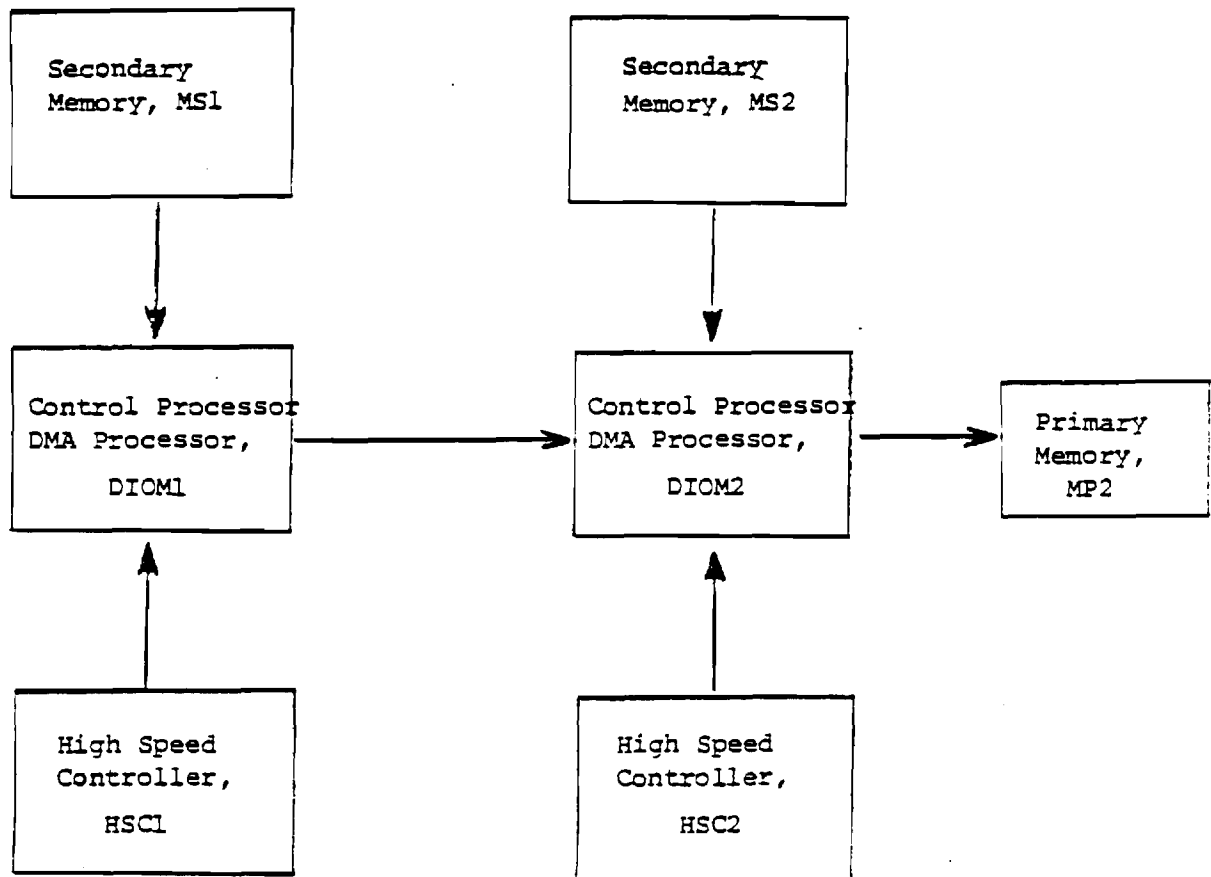 Secondary
Memory, MS1
Secondary
Memory, MS2
Control Processor
DMA Processor,
DIOM1
Control Processor
DMA Processor,
DIOM2
Primary
Memory,
MP2
High Speed
Controller,
HSC1
High Speed
Controller,
HSC2